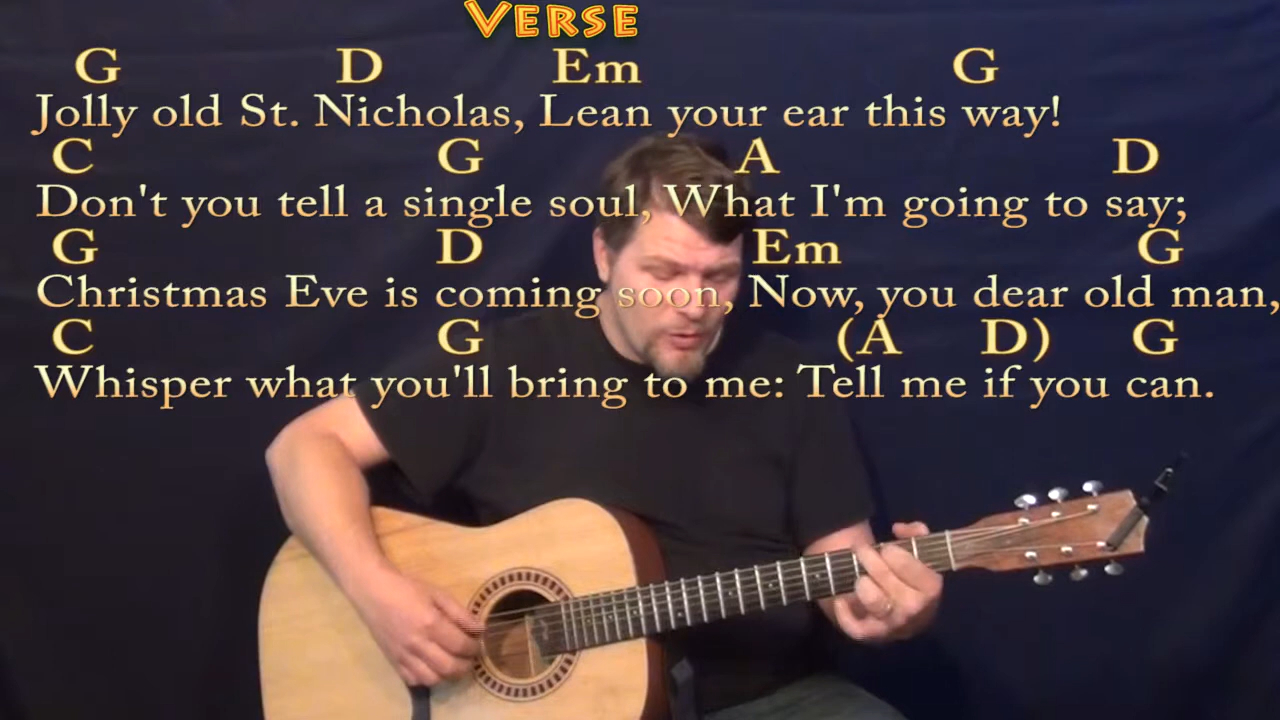 VERSE
G D Em G
Jolly old St. Nicholas, Lean your ear this way!
C G A D
Don't you tell a single soul, What I'm going to say;
G D Em G
Christmas Eve is coming soon, Now, you dear old man,
C G (A D) G
Whisper what you'll bring to me: Tell me if you can.